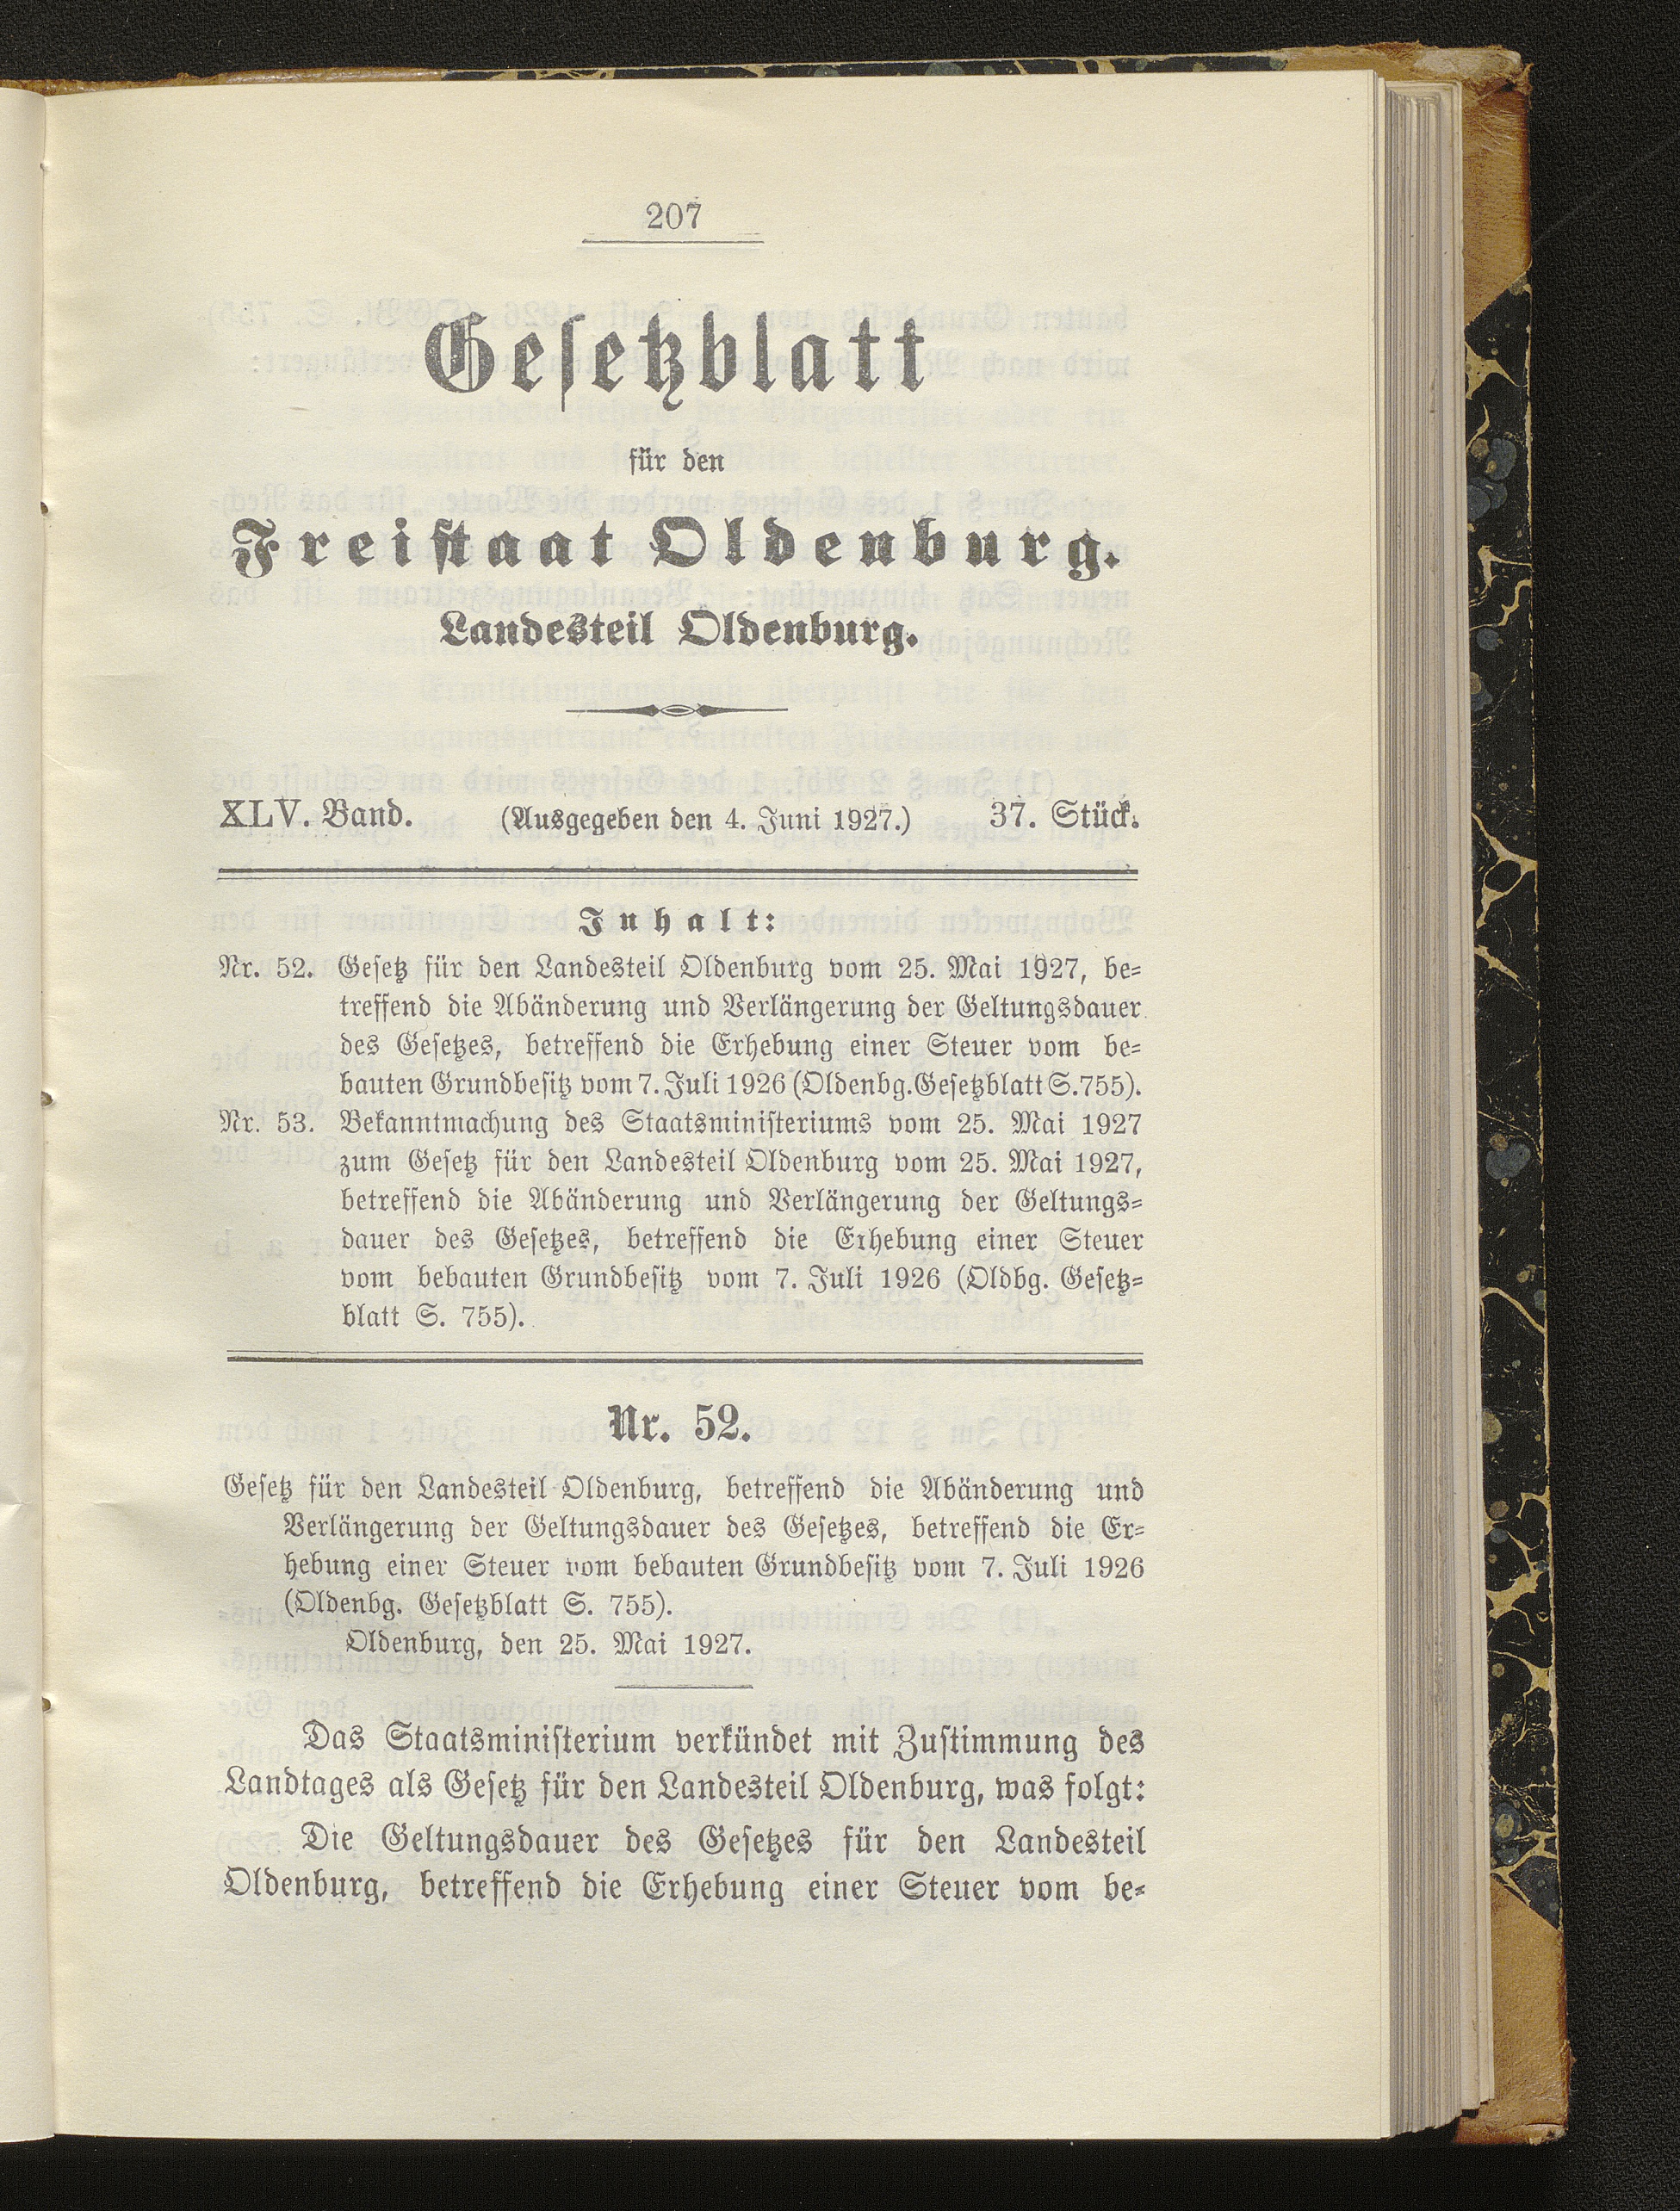 207
Gesetzblatt
für den
Freistaat Oldenburg.
Landesteil Oldenburg.
XLV. Band. (Ausgegeben den 4. Juni 1927.) 37. Stück.
Inhalt:
Nr. 52. Gesetz für den Landesteil Oldenburg vom 25. Mai 1927, be-
treffend die Abänderung und Verlängerung der Geltungsdauer
des Gesetzes, betreffend die Erhebung einer Steuer vom be-
bauten Grundbesitz vom 7. Juli 1926 (Oldenbg. Gesetzblatt S. 755).
Nr. 53. Bekanntmachung des Staatsministeriums vom 25. Mai 1927
zum Gesetz für den Landesteil Oldenburg vom 25. Mai 1927,
betreffend die Abänderung und Verlängerung der Geltungs-
dauer des Gesetzes, betreffend die Erhebung einer Steuer
vom bebauten Grundbesitz vom 7. Juli 1926 (Oldbg. Gesetz-
blatt S. 755).
Nr. 52.
Gesetz für den Landesteil Oldenburg, betreffend die Abänderung und
Verlängerung der Geltungsdauer des Gesetzes, betreffend die Er-
hebung einer Steuer vom bebauten Grundbesitz vom 7. Juli 1926
(Oldenbg. Gesetzblatt S. 755).
Oldenburg, den 25. Mai 1927.
Das Staatsministerium verkündet mit Zustimmung des
Landtages als Gesetz für den Landesteil Oldenburg, was folgt:
Die Geltungsdauer des Gesetzes für den Landesteil
Oldenburg, betreffend die Erhebung einer Steuer vom be-